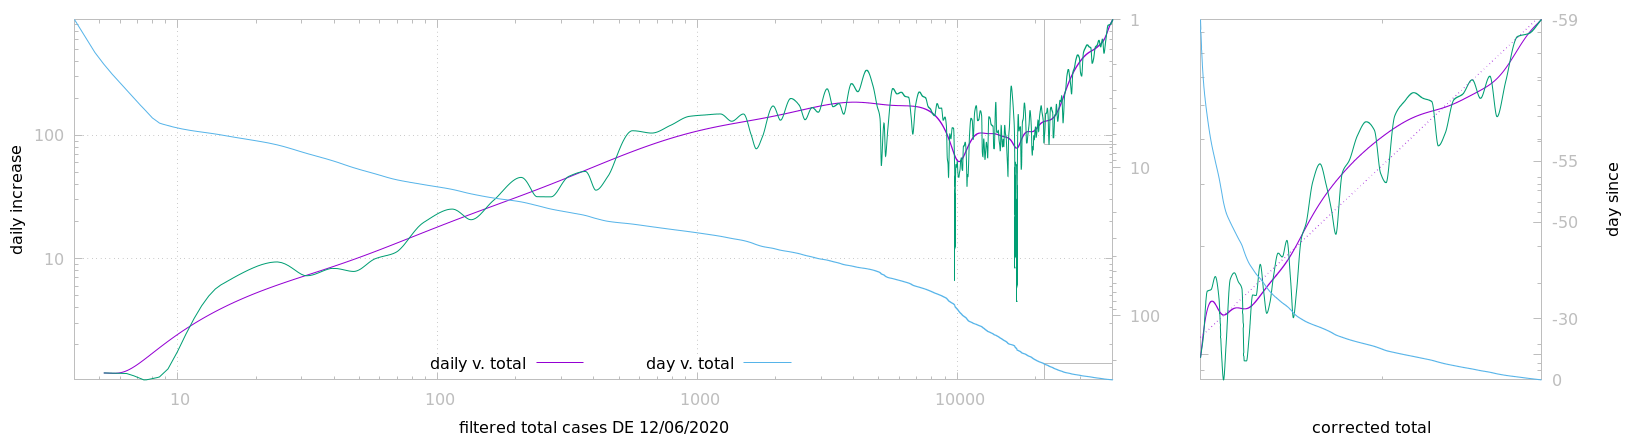 daily increase
100
10
1
10
100
daily v. total
day v. total
10
100
1000
10000
filtered total cases DE 12/06/2020
-59
-55
-50
-30
0
day since
corrected total